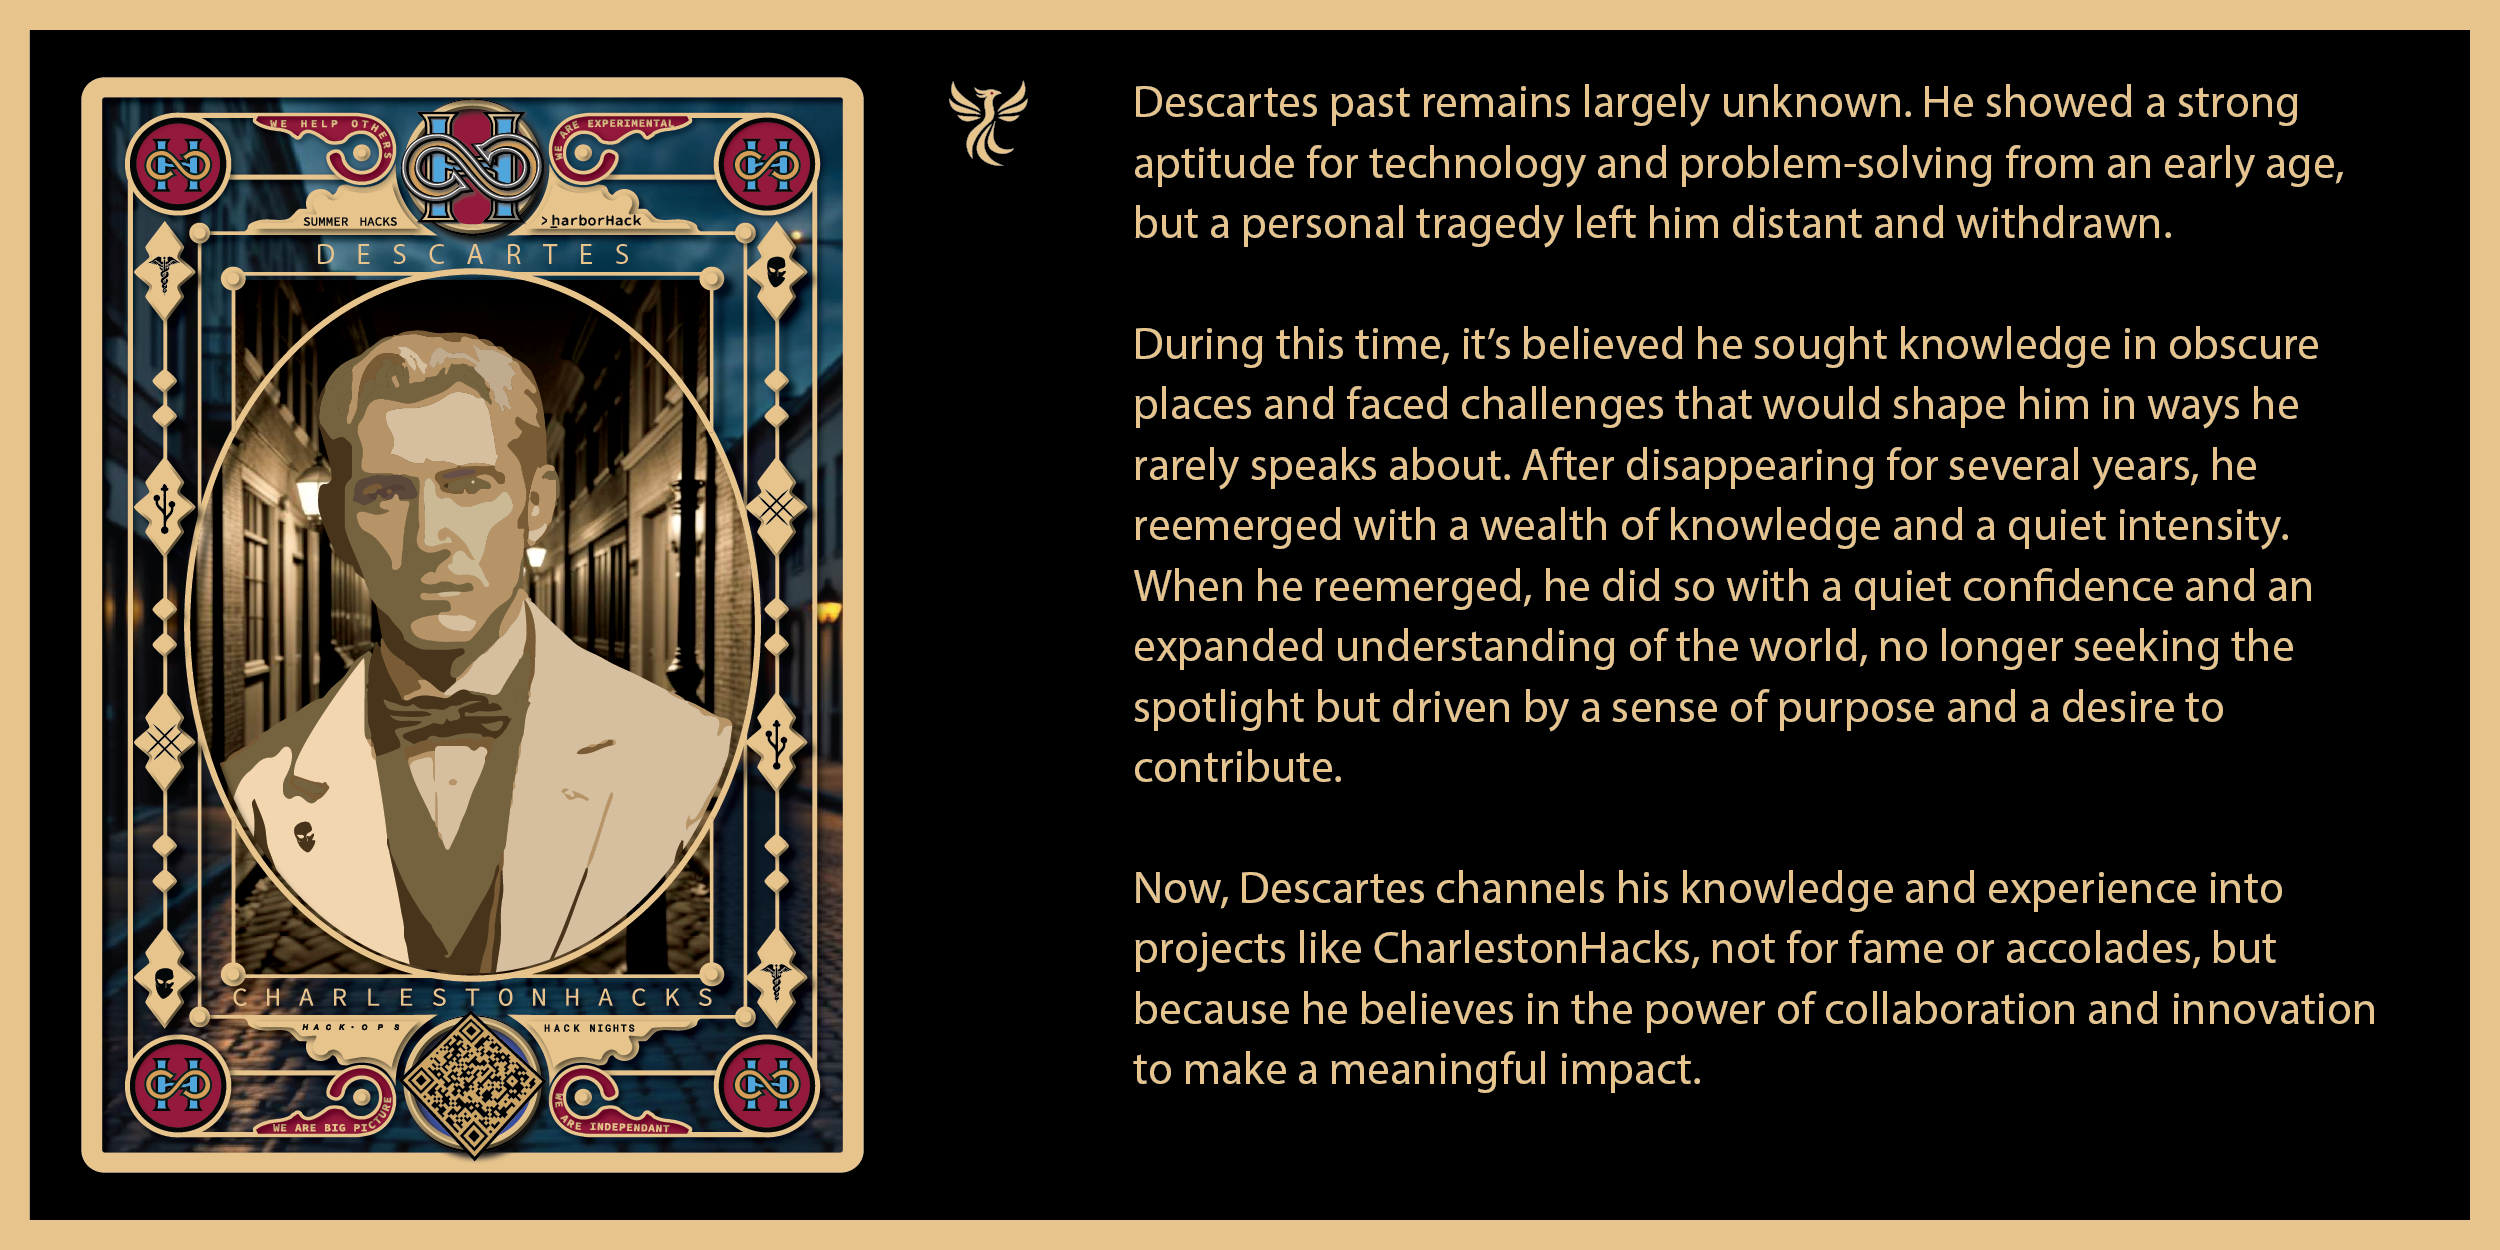 WE HELP OTHERS
WE ARE EXPERIMENTAL
SUMMER HACKS
>harborHack
DESCARTES
CHARLESTONHACKS
HACK-OPS
HACK NIGHTS
WE ARE BIG PICTURE
WE ARE INDEPENDANT
Descartes past remains largely unknown. He showed a strong
aptitude for technology and problem-solving from an early age,
but a personal tragedy left him distant and withdrawn.
During this time, it’s believed he sought knowledge in obscure
places and faced challenges that would shape him in ways he
rarely speaks about. After disappearing for several years, he
reemerged with a wealth of knowledge and a quiet intensity.
When he reemerged, he did so with a quiet confidence and an
expanded understanding of the world, no longer seeking the
spotlight but driven by a sense of purpose and a desire to
contribute.
Now, Descartes channels his knowledge and experience into
projects like CharlestonHacks, not for fame or accolades, but
because he believes in the power of collaboration and innovation
to make a meaningful impact.